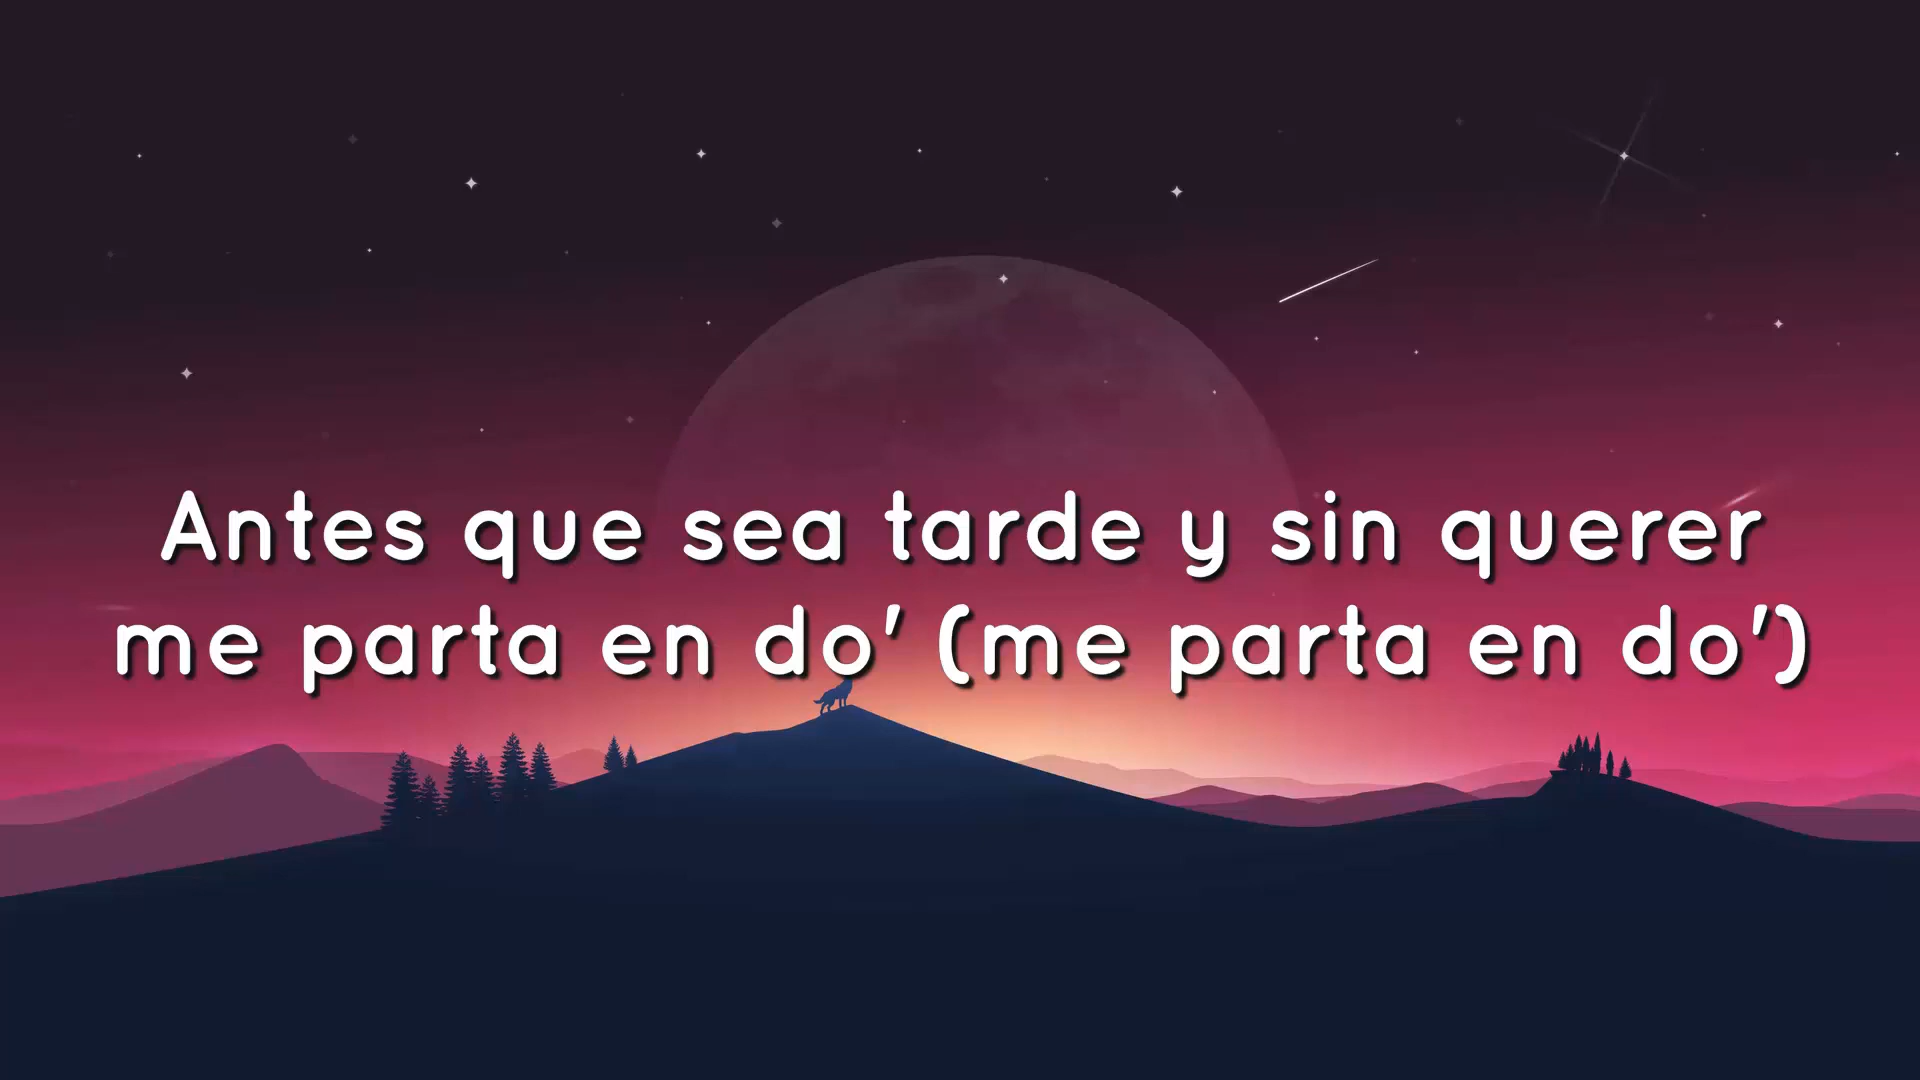 Antes que sea tarde y sin querer
me parta en do' (me parta en do')